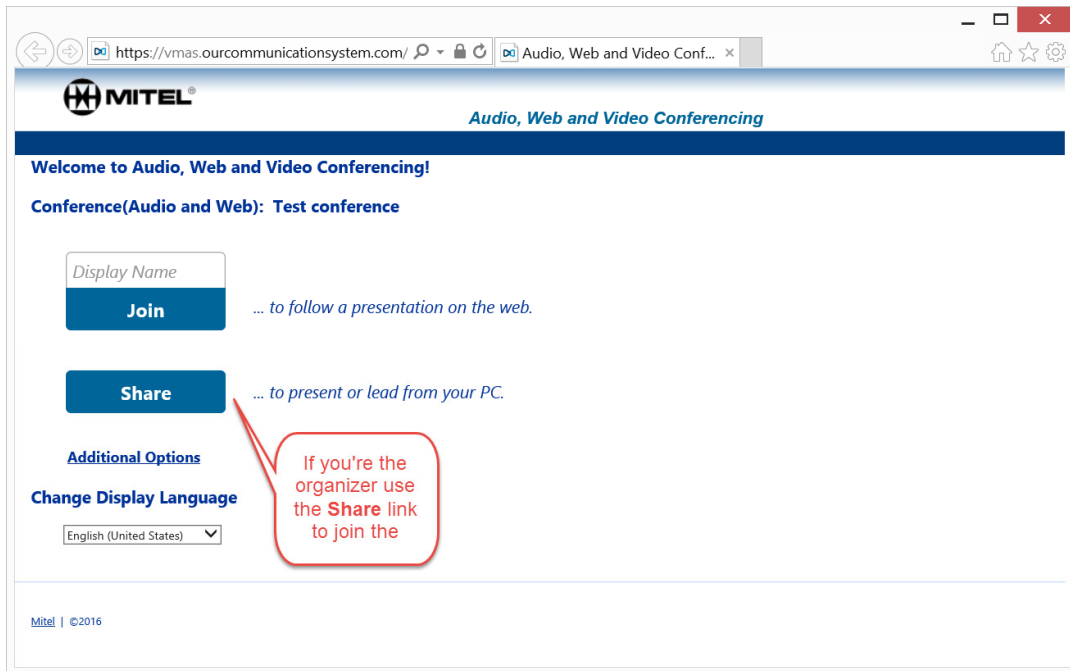 https://vmas.ourcommunicationsystem.com/
Audio, Web and Video Conf...
MITEL®
Audio, Web and Video Conferencing
Welcome to Audio, Web and Video Conferencing!
Conference(Audio and Web): Test conference
Display Name
Join
... to follow a presentation on the web.
Share
... to present or lead from your PC.
If you're the
organizer use
the Share link
to join the
Additional Options
Change Display Language
English (United States)
Mitel | ©2016